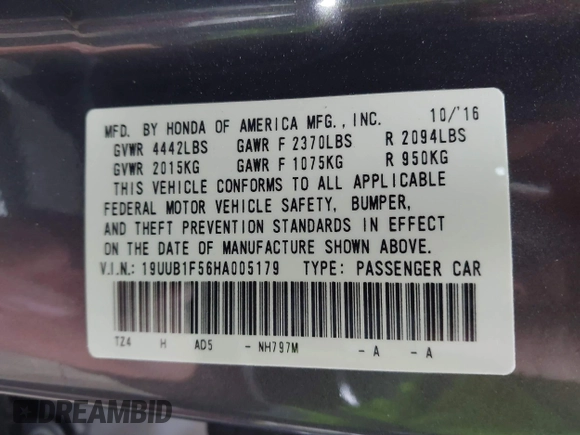 MFD. BY HONDA OF AMERICA MFG., INC. 10/'16
GVWR 4442LBS GAWR F 2370LBS R 2094LBS
GVWR 2015KG GAWR F 1075KG R 950KG
THIS VEHICLE CONFORMS TO ALL APPLICABLE
FEDERAL MOTOR VEHICLE SAFETY, BUMPER,
AND THEFT PREVENTION STANDARDS IN EFFECT
ON THE DATE OF MANUFACTURE SHOWN ABOVE.
V.I.N.: 19UUB1F56HA005179 TYPE: PASSENGER CAR
TZ4 H AD5 - NH797M - A - A
DREAMBID